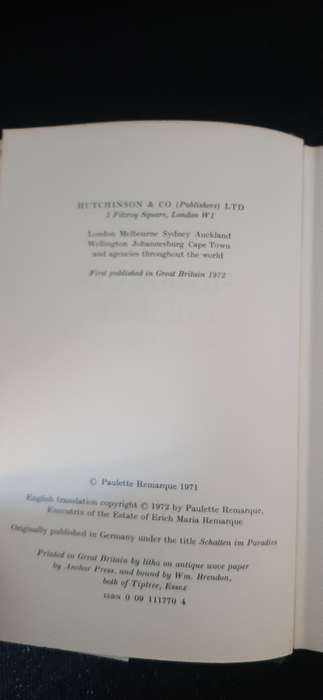 HUTCHINSON & CO (Publishers) LTD
3 Fitzroy Square, London W1
London Melbourne Sydney Auckland
Wellington Johannesburg Cape Town
and agencies throughout the world
First published in Great Britain 1972
© Paulette Remarque 1971
English translation copyright © 1972 by Paulette Remarque,
Executrix of the Estate of Erich Maria Remarque
Originally published in Germany under the title Schatten im Paradies
Printed in Great Britain by litho on antique wove paper
by Anchor Press, and bound by Wm. Brendon,
both of Tiptree, Essex
ISBN 0 09 111770 4